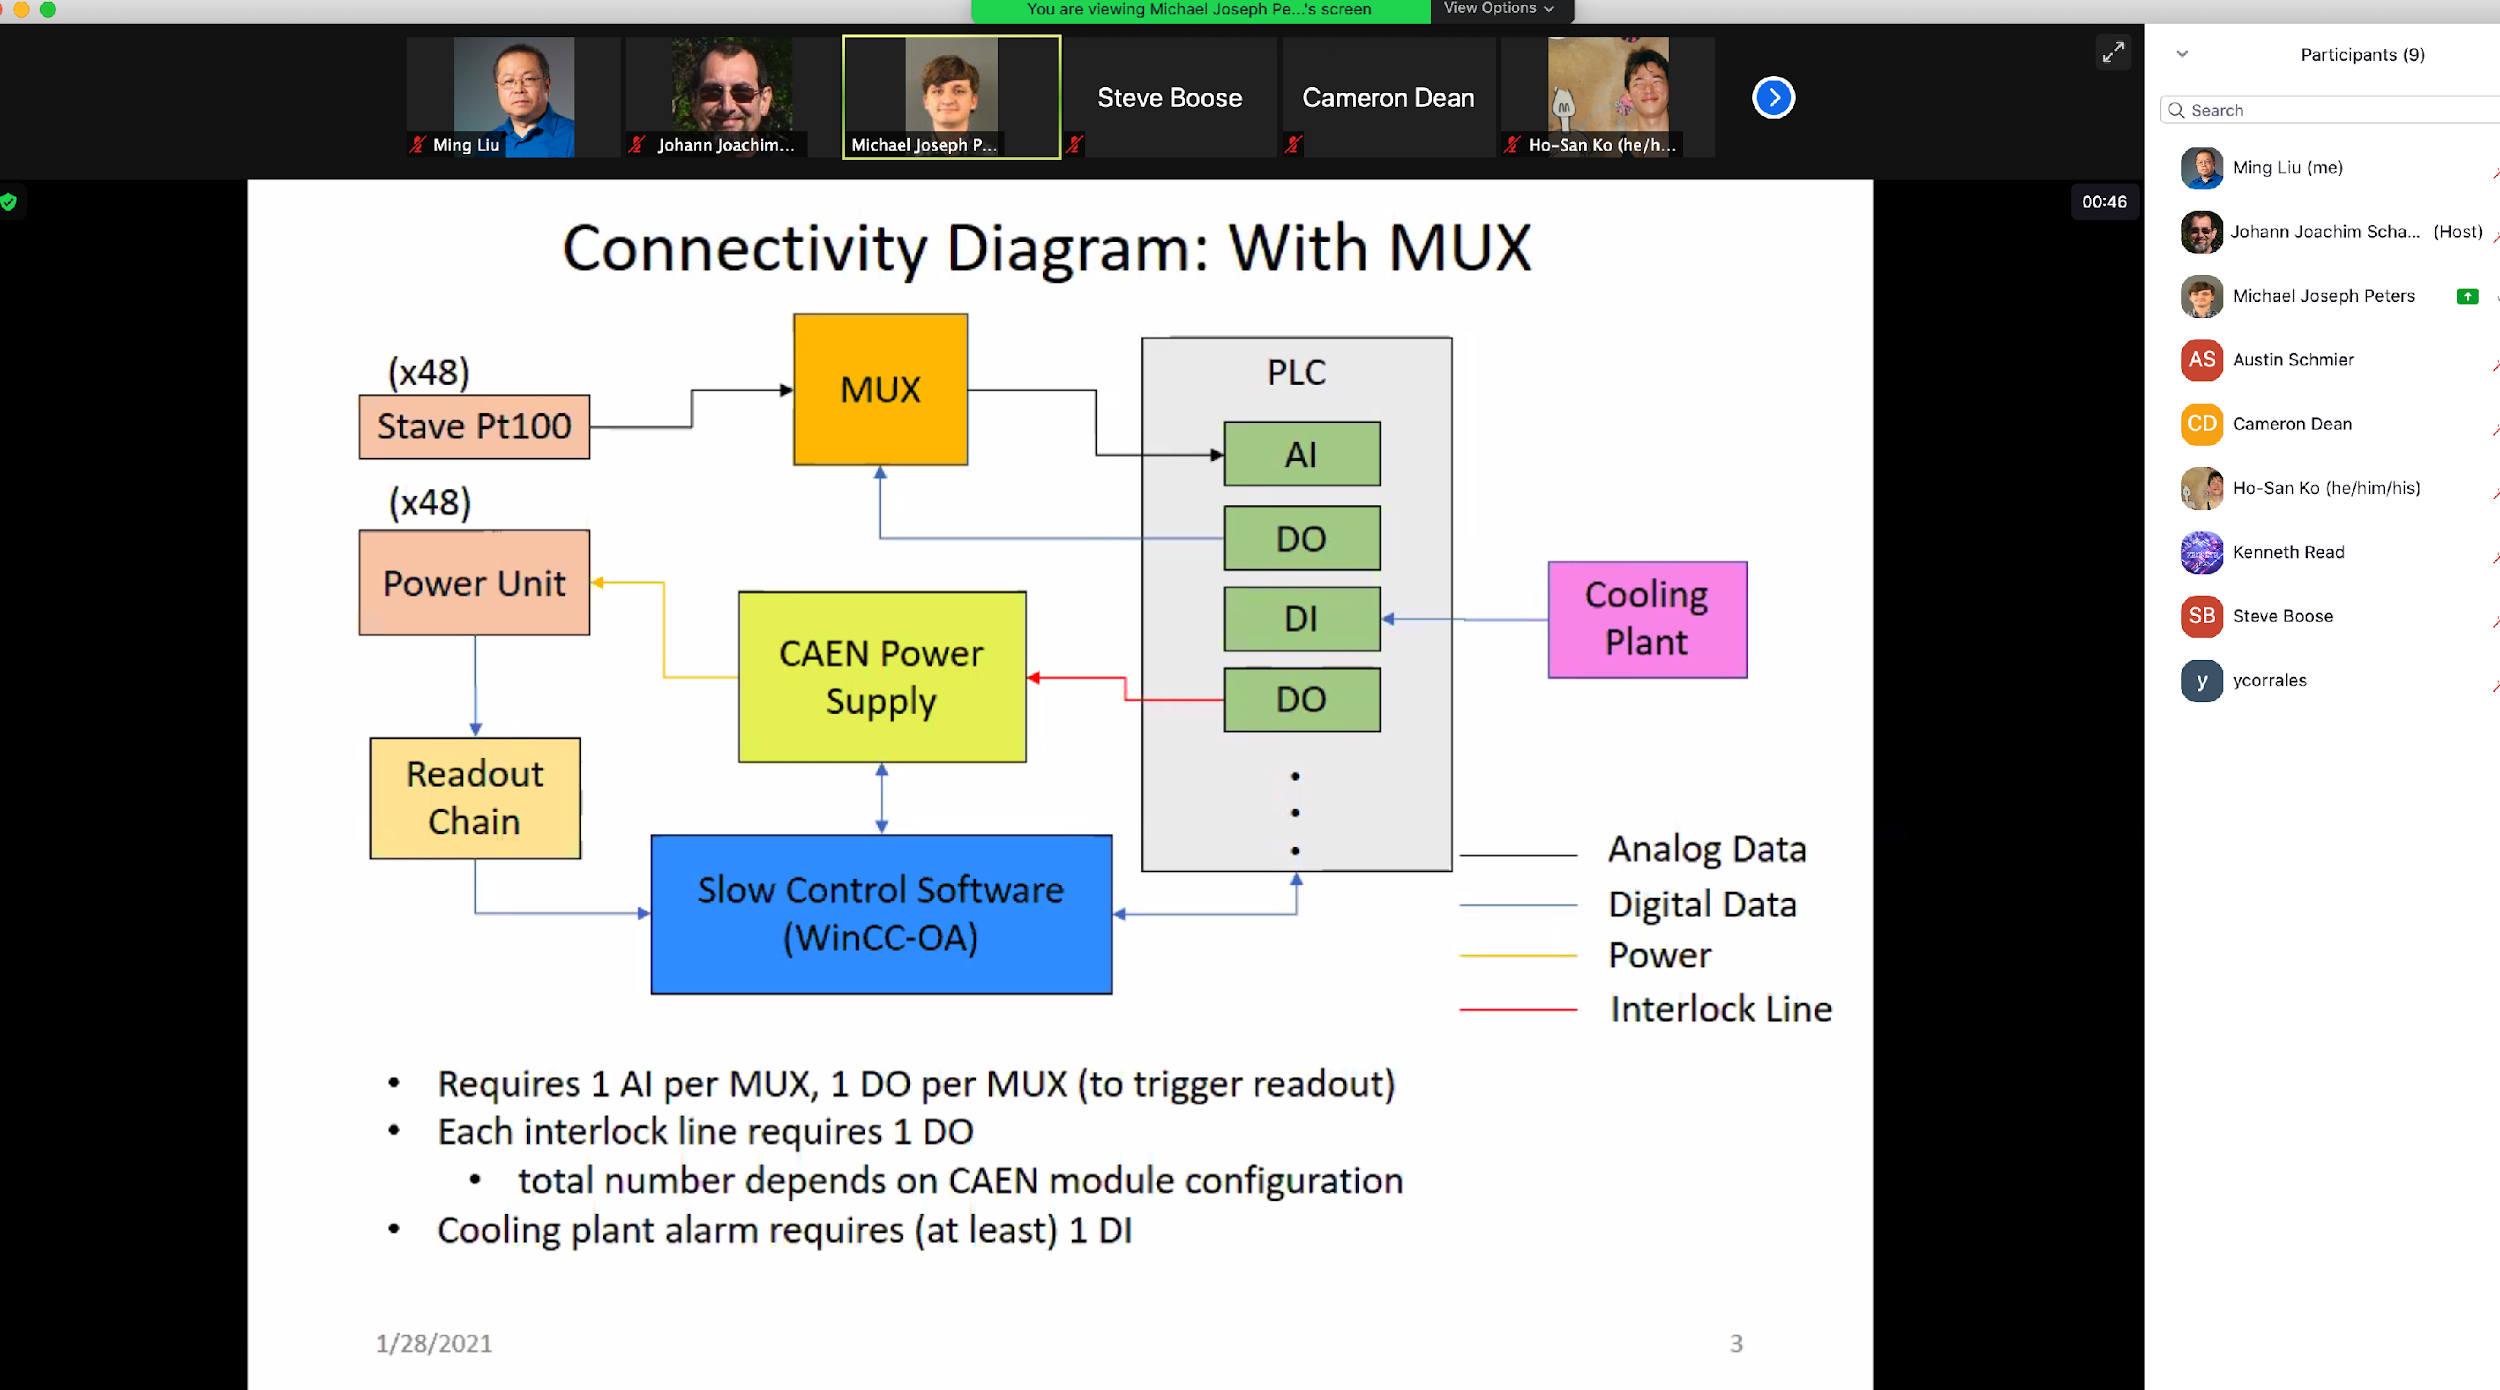 You are viewing Michael Joseph Pe...'s screen
View Options
Ming Liu
Johann Joachim...
Michael Joseph P...
Steve Boose
Cameron Dean
Ho-San Ko (he/h...
00:46
Connectivity Diagram: With MUX
(x48)
Stave Pt100
MUX
PLC
AI
DO
DI
DO
(x48)
Power Unit
CAEN Power
Supply
Cooling
Plant
Readout
Chain
Slow Control Software
(WinCC-OA)
Analog Data
Digital Data
Power
Interlock Line
• Requires 1 AI per MUX, 1 DO per MUX (to trigger readout)
• Each interlock line requires 1 DO
• total number depends on CAEN module configuration
• Cooling plant alarm requires (at least) 1 DI
1/28/2021
3
Participants (9)
Search
Ming Liu (me)
Johann Joachim Scha... (Host)
Michael Joseph Peters
AS Austin Schmier
CD Cameron Dean
Ho-San Ko (he/him/his)
Kenneth Read
SB Steve Boose
y ycorrales